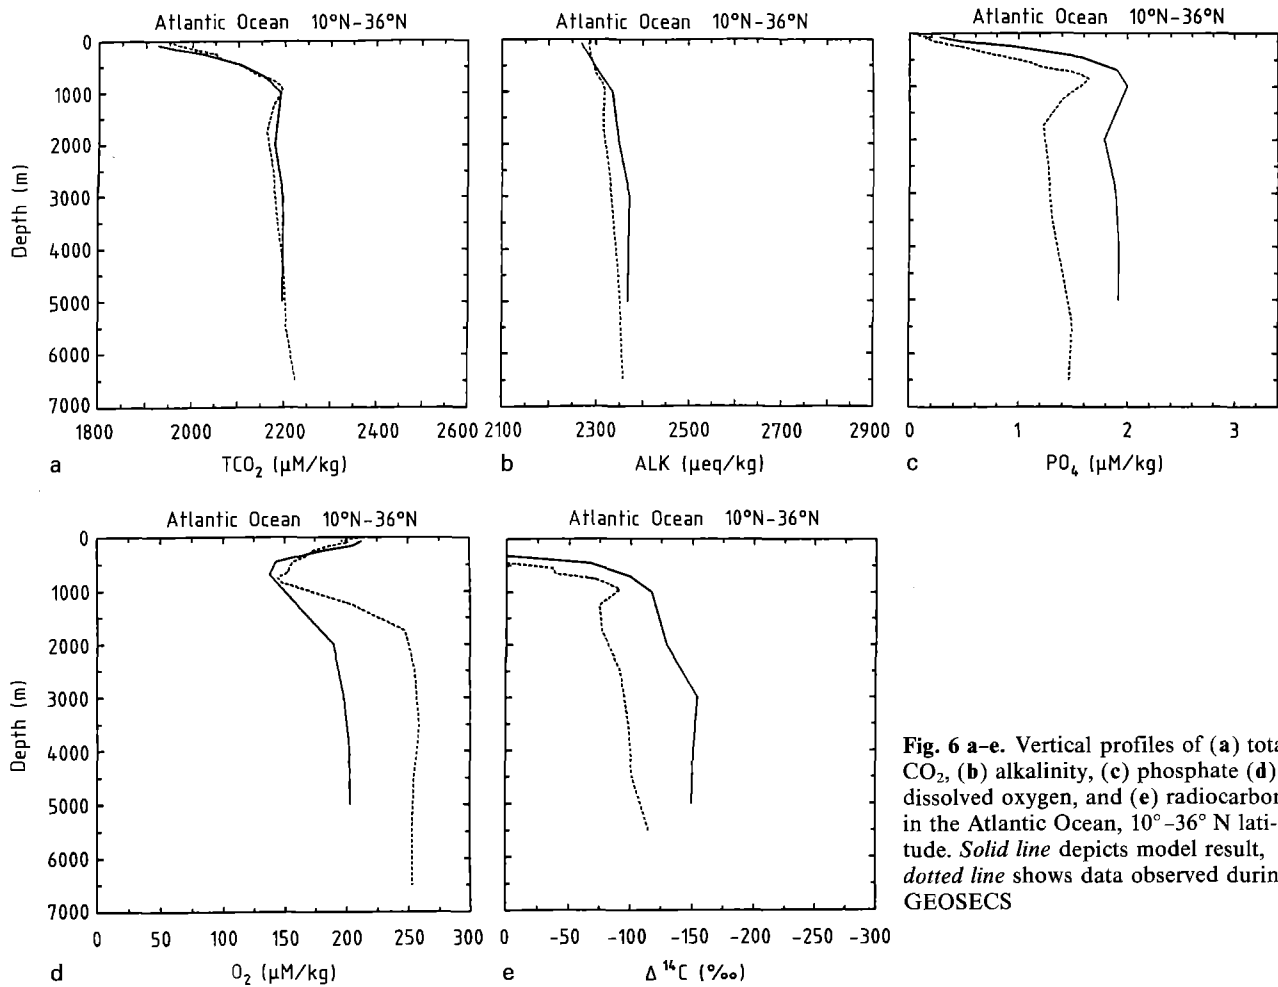 Atlantic Ocean 10°N–36°N
Atlantic Ocean 10°N–36°N
Atlantic Ocean 10°N–36°N
0
1000
2000
3000
4000
5000
6000
7000
Depth (m)
1800 2000 2200 2400 2600
2100 2300 2500 2700 2900
0 1 2 3
a TCO₂ (µM/kg)
b ALK (µeq/kg)
c PO₄ (µM/kg)
Atlantic Ocean 10°N–36°N
Atlantic Ocean 10°N–36°N
0
1000
2000
3000
4000
5000
6000
7000
Depth (m)
0 50 100 150 200 250 300
0 -50 -100 -150 -200 -250 -300
d O₂ (µM/kg)
e Δ ¹⁴C (‰)
Fig. 6 a–e. Vertical profiles of (a) tota
CO₂, (b) alkalinity, (c) phosphate (d)
dissolved oxygen, and (e) radiocarbon
in the Atlantic Ocean, 10°–36° N lati-
tude. Solid line depicts model result,
dotted line shows data observed durin
GEOSECS